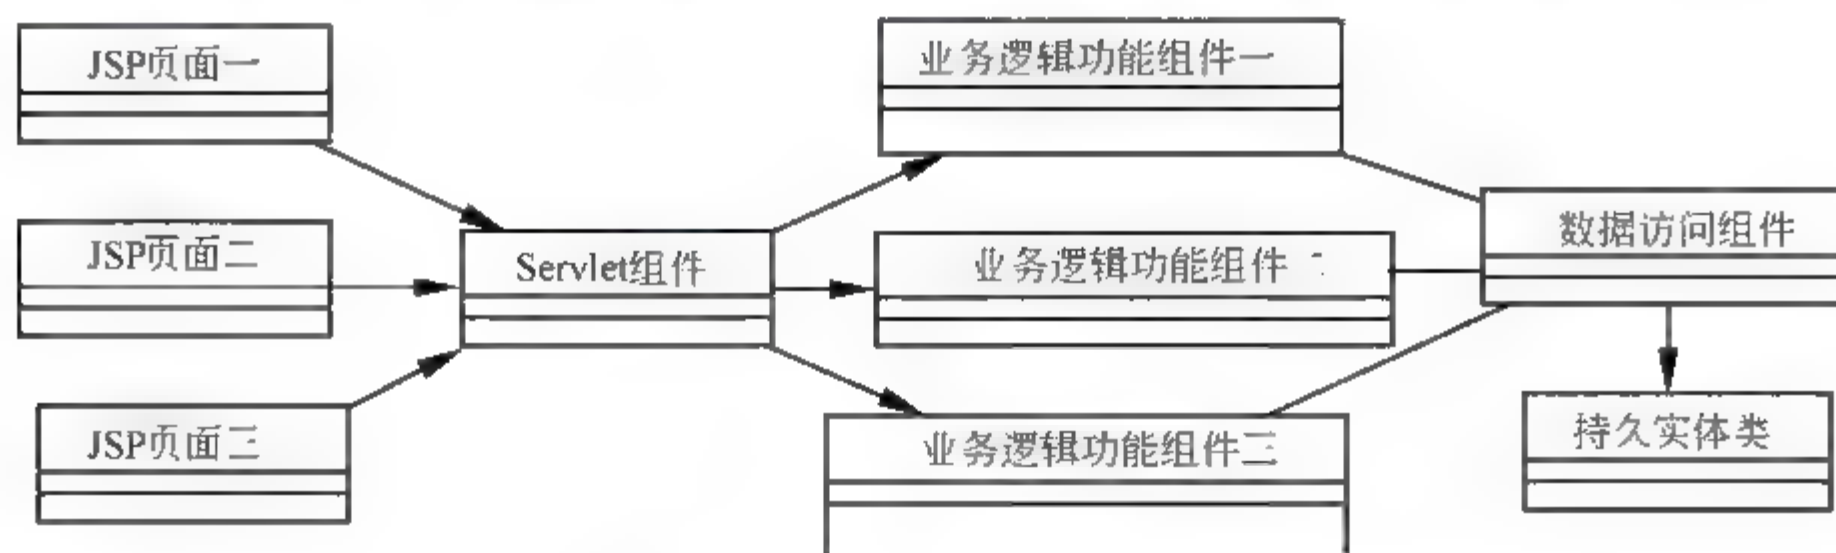 JSP页面一
业务逻辑功能组件一
JSP页面二
Servlet组件
业务逻辑功能组件
数据访问组件
JSP页面三
业务逻辑功能组件三
持久实体类